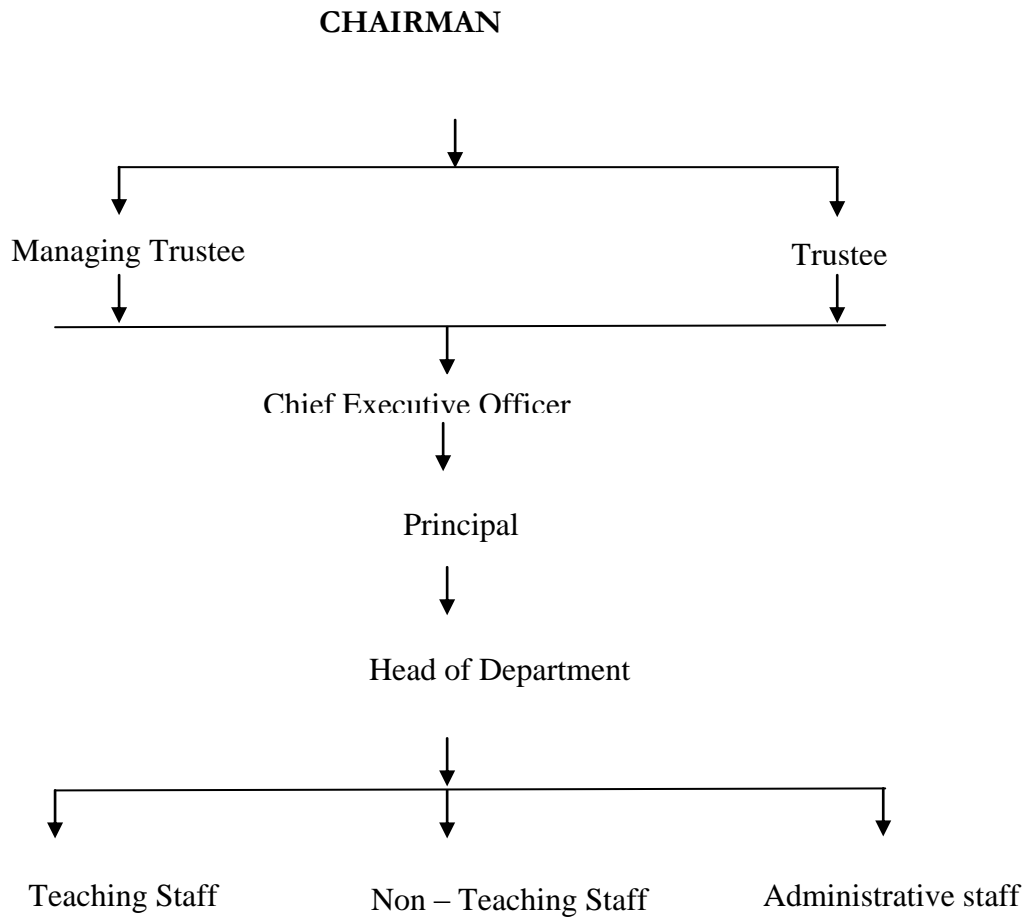 CHAIRMAN
Managing Trustee
Trustee
Chief Executive Officer
Principal
Head of Department
Teaching Staff
Non – Teaching Staff
Administrative staff